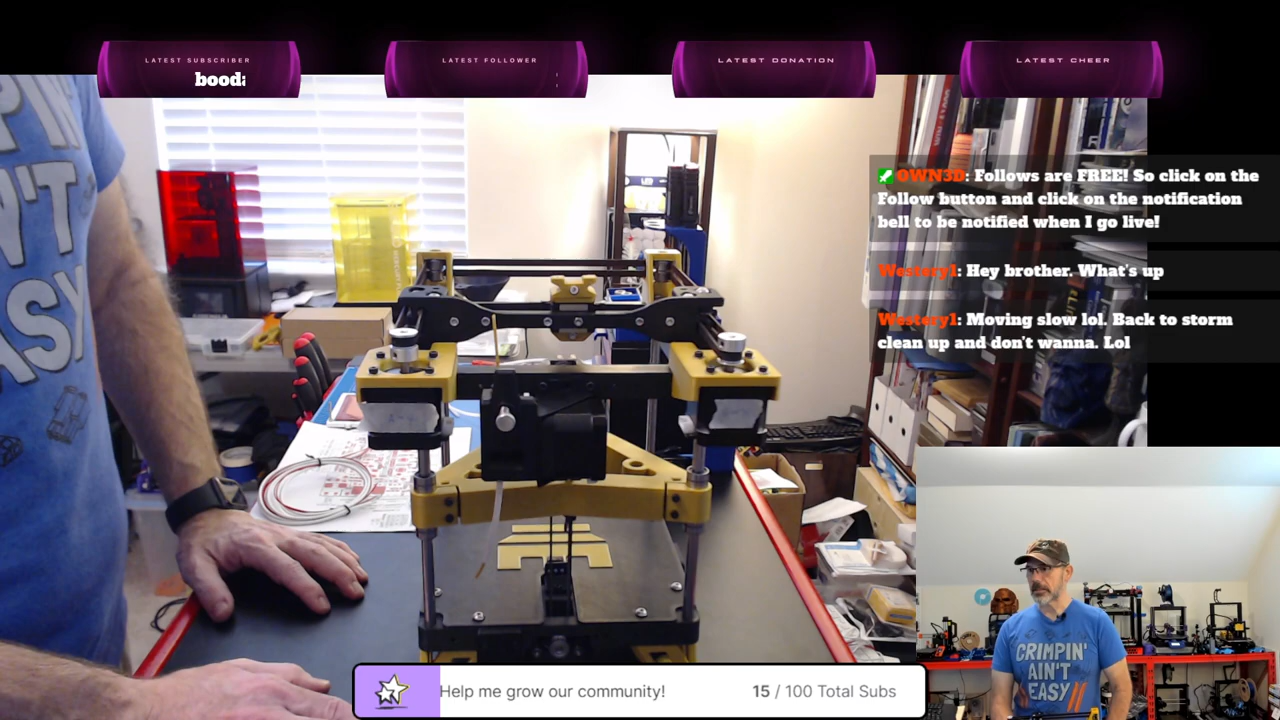 LATEST SUBSCRIBER
LATEST FOLLOWER
LATEST DONATION
LATEST CHEER
OWN3D: Follows are FREE! So click on the
Follow button and click on the notification
bell to be notified when I go live!
Westory1: Hey brother. What's up
Westory1: Moving slow lol. Back to storm
clean up and don't wanna. Lol
CRIMPIN'
AIN'T
EASY
Help me grow our community!
15 / 100 Total Subs